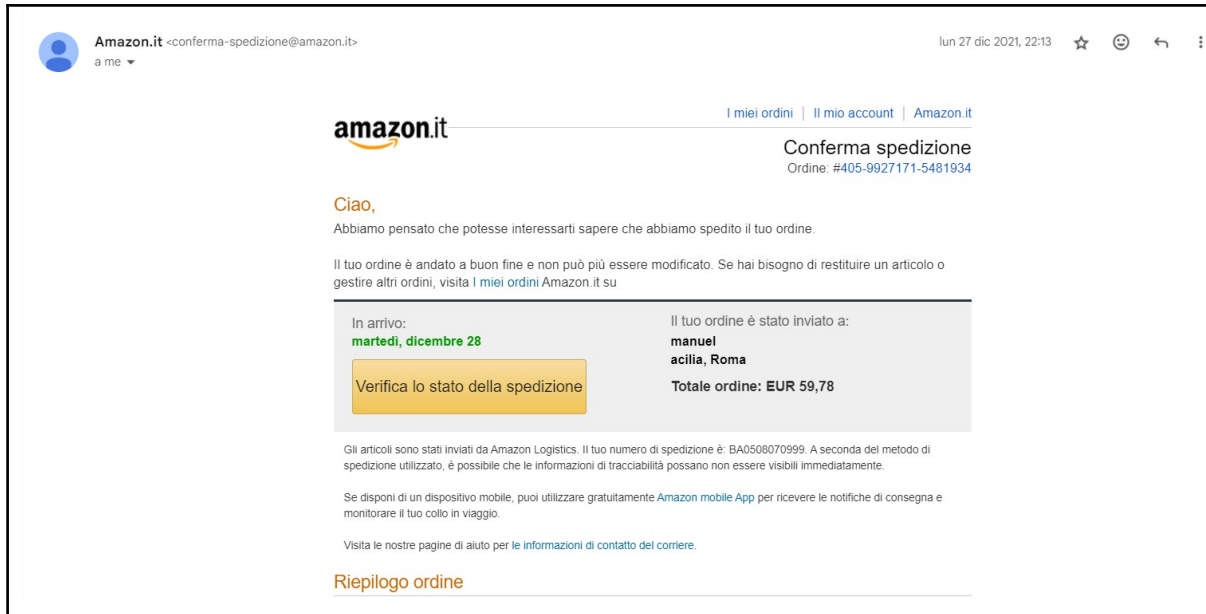 Amazon.it <conferma-spedizione@amazon.it>
lun 27 dic 2021, 22:13
a me
amazon.it
I miei ordini | Il mio account | Amazon.it
Conferma spedizione
Ordine: #405-9927171-5481934
Ciao,
Abbiamo pensato che potesse interessarti sapere che abbiamo spedito il tuo ordine.
Il tuo ordine è andato a buon fine e non può più essere modificato. Se hai bisogno di restituire un articolo o
gestire altri ordini, visita I miei ordini Amazon.it su
In arrivo:
martedì, dicembre 28
Verifica lo stato della spedizione
Il tuo ordine è stato inviato a:
manuel
acilia, Roma
Totale ordine: EUR 59,78
Gli articoli sono stati inviati da Amazon Logistics. Il tuo numero di spedizione è: BA0508070999. A seconda del metodo di
spedizione utilizzato, è possibile che le informazioni di tracciabilità possano non essere visibili immediatamente.
Se disponi di un dispositivo mobile, puoi utilizzare gratuitamente Amazon mobile App per ricevere le notifiche di consegna e
monitorare il tuo collo in viaggio.
Visita le nostre pagine di aiuto per le informazioni di contatto del corriere.
Riepilogo ordine